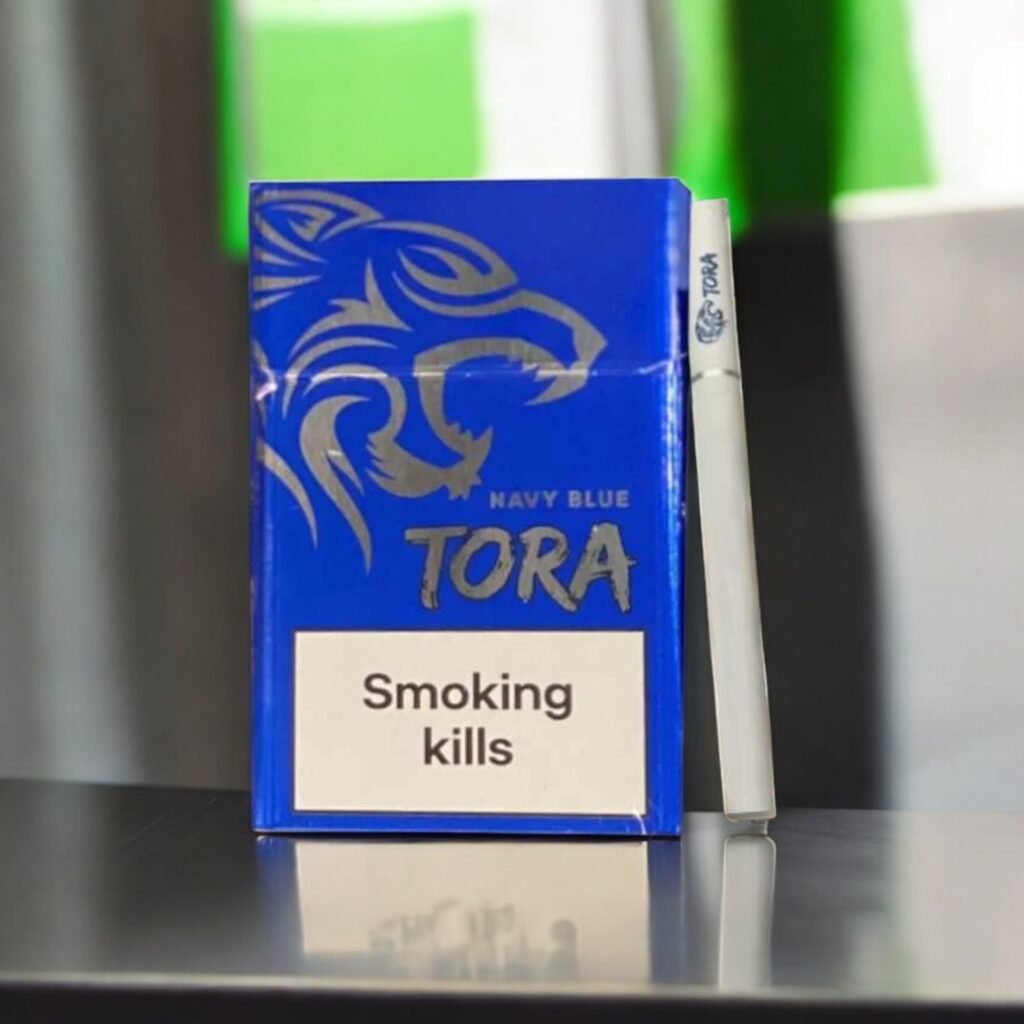 NAVY BLUE
TORA
Smoking
kills
TORA